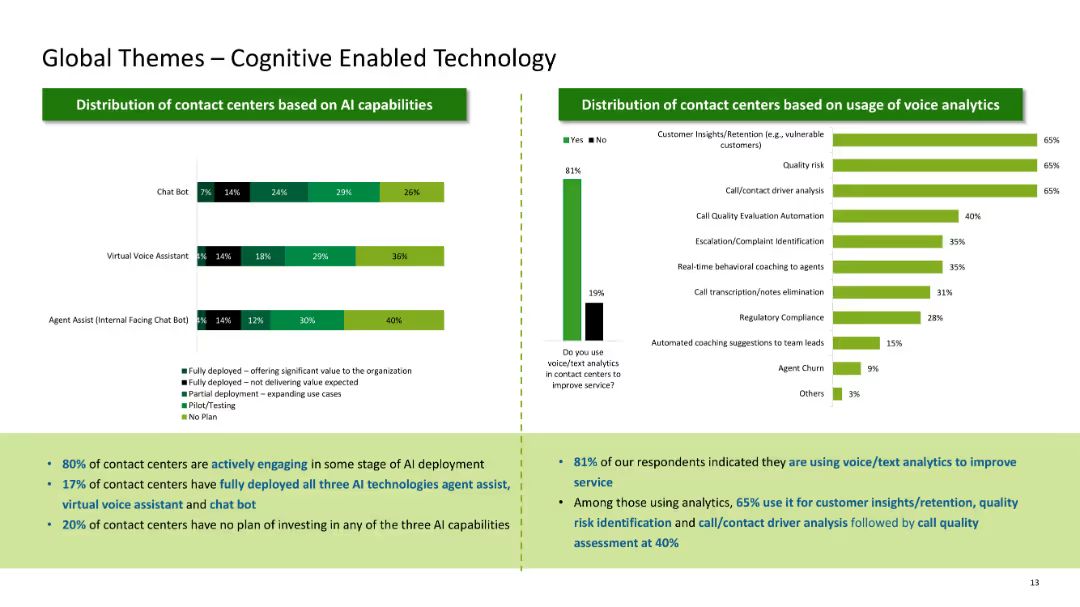 Global Themes – Cognitive Enabled Technology
Distribution of contact centers based on AI capabilities
Chat Bot 7% 14% 24% 29% 26%
Virtual Voice Assistant 4% 14% 18% 29% 36%
Agent Assist (Internal Facing Chat Bot) 4% 14% 12% 30% 40%
Fully deployed – offering significant value to the organization
Fully deployed – not delivering value expected
Partial deployment – expanding use cases
Pilot/Testing
No Plan
• 80% of contact centers are actively engaging in some stage of AI deployment
• 17% of contact centers have fully deployed all three AI technologies agent assist,
virtual voice assistant and chat bot
• 20% of contact centers have no plan of investing in any of the three AI capabilities
Distribution of contact centers based on usage of voice analytics
Yes No
81%
19%
Do you use
voice/text analytics
in contact centers to
improve service?
Customer Insights/Retention (e.g., vulnerable
customers) 65%
Quality risk 65%
Call/contact driver analysis 65%
Call Quality Evaluation Automation 40%
Escalation/Complaint Identification 35%
Real-time behavioral coaching to agents 35%
Call transcription/notes elimination 31%
Regulatory Compliance 28%
Automated coaching suggestions to team leads 15%
Agent Churn 9%
Others 3%
• 81% of our respondents indicated they are using voice/text analytics to improve
service
• Among those using analytics, 65% use it for customer insights/retention, quality
risk identification and call/contact driver analysis followed by call quality
assessment at 40%
13